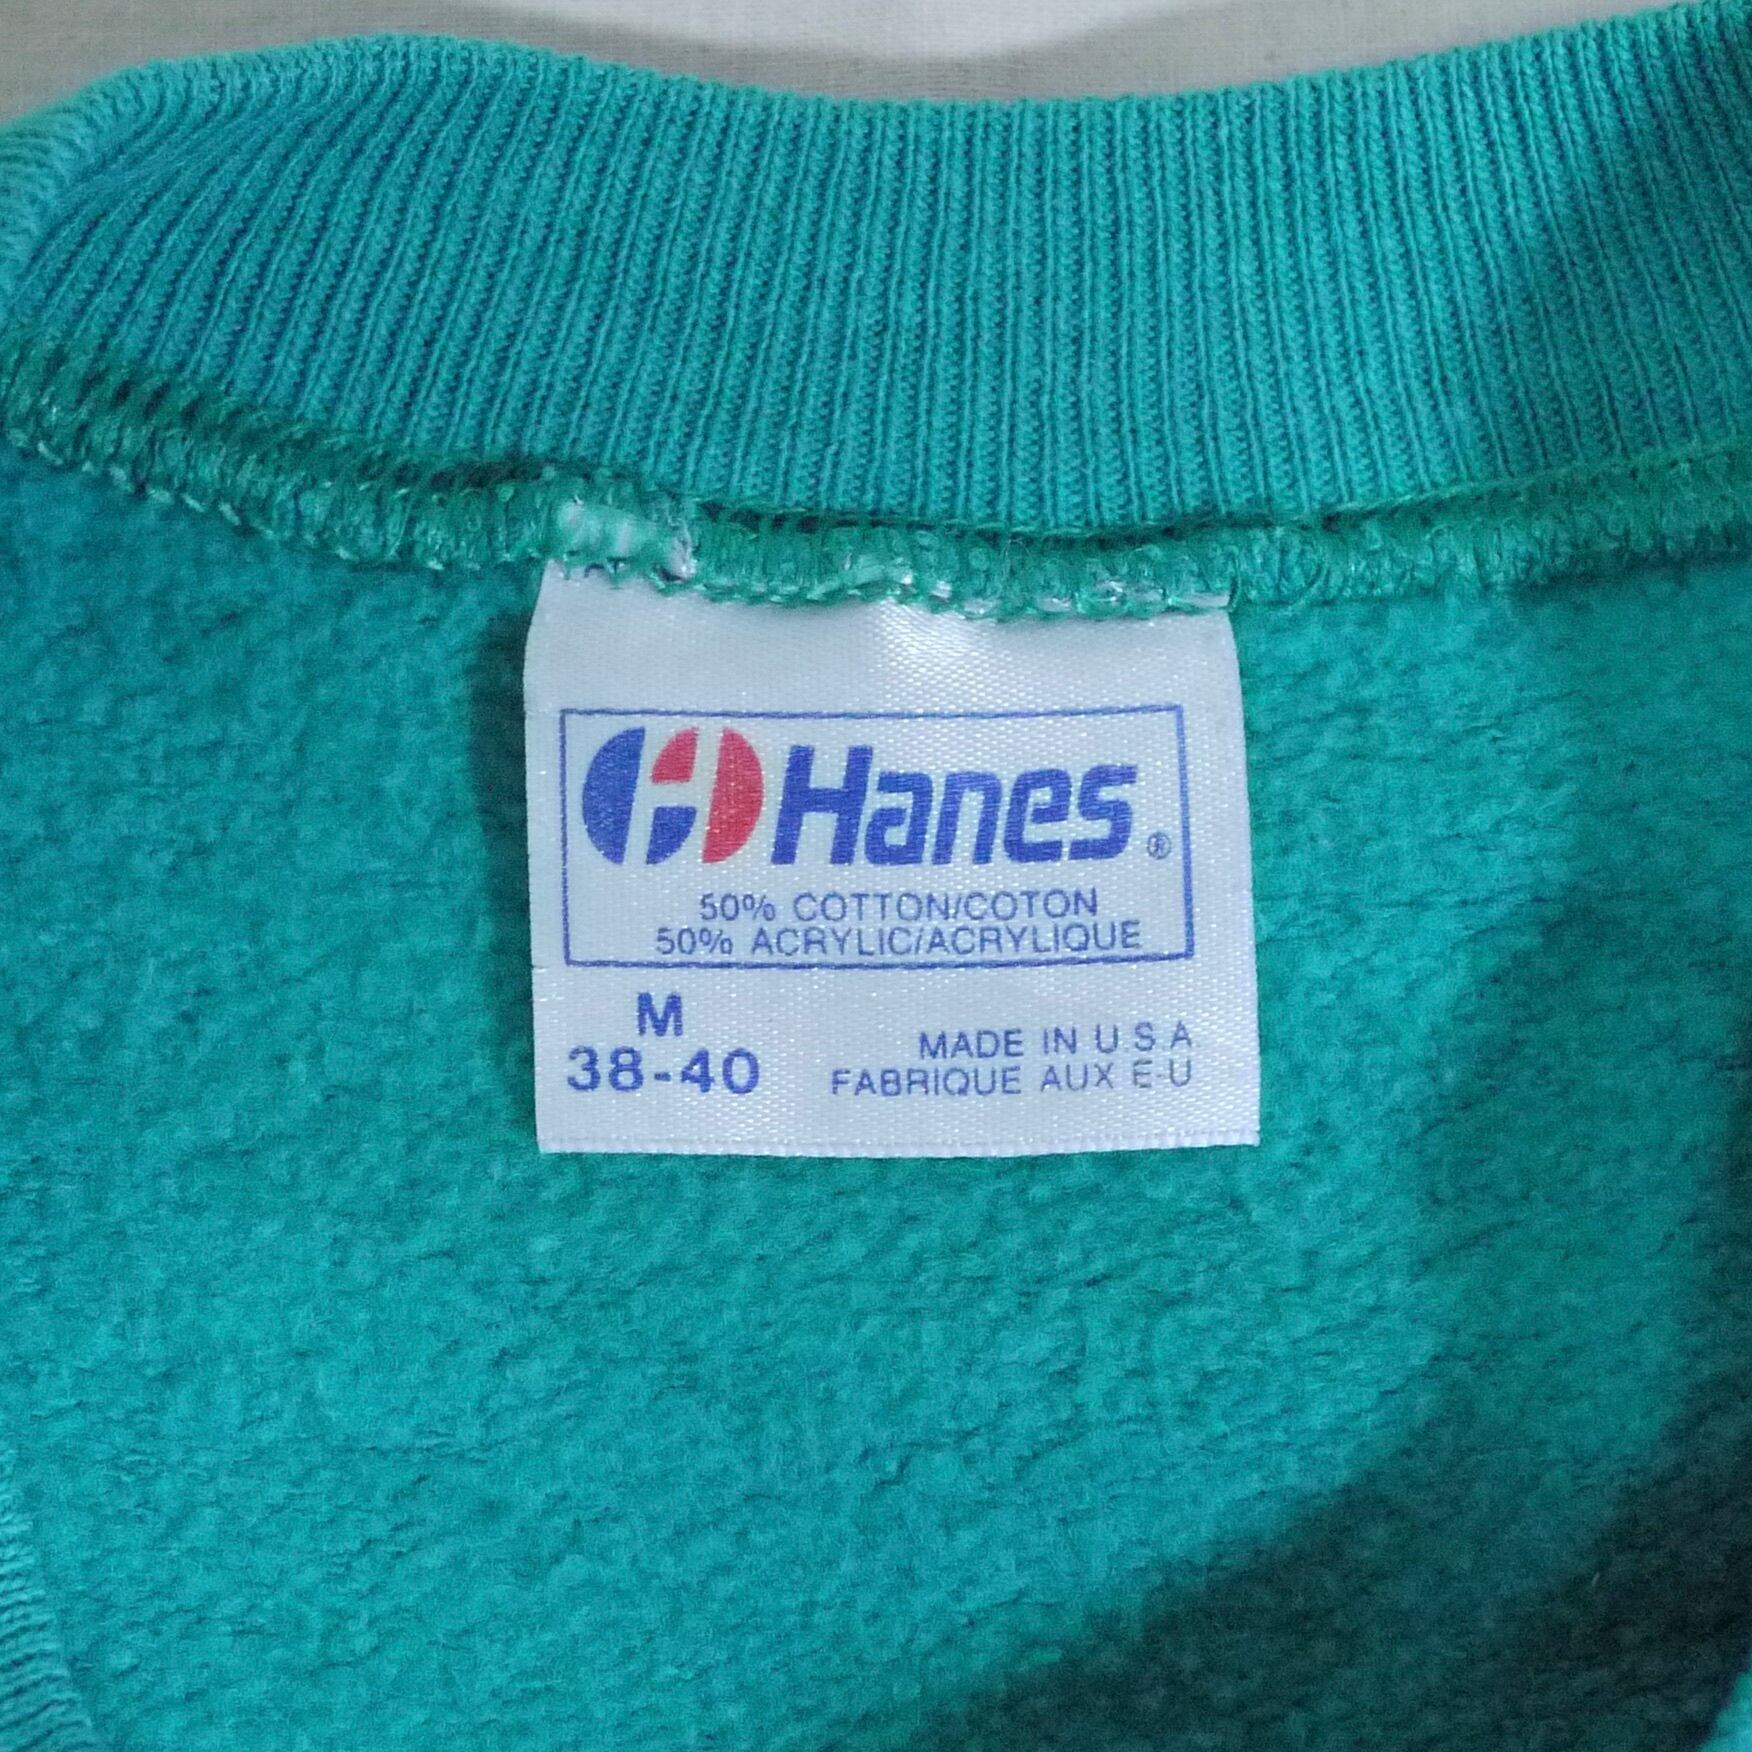 Hanes®
50% COTTON/COTON
50% ACRYLIC/ACRYLIQUE
M
38-40
MADE IN U.S.A
FABRIQUE AUX E-U